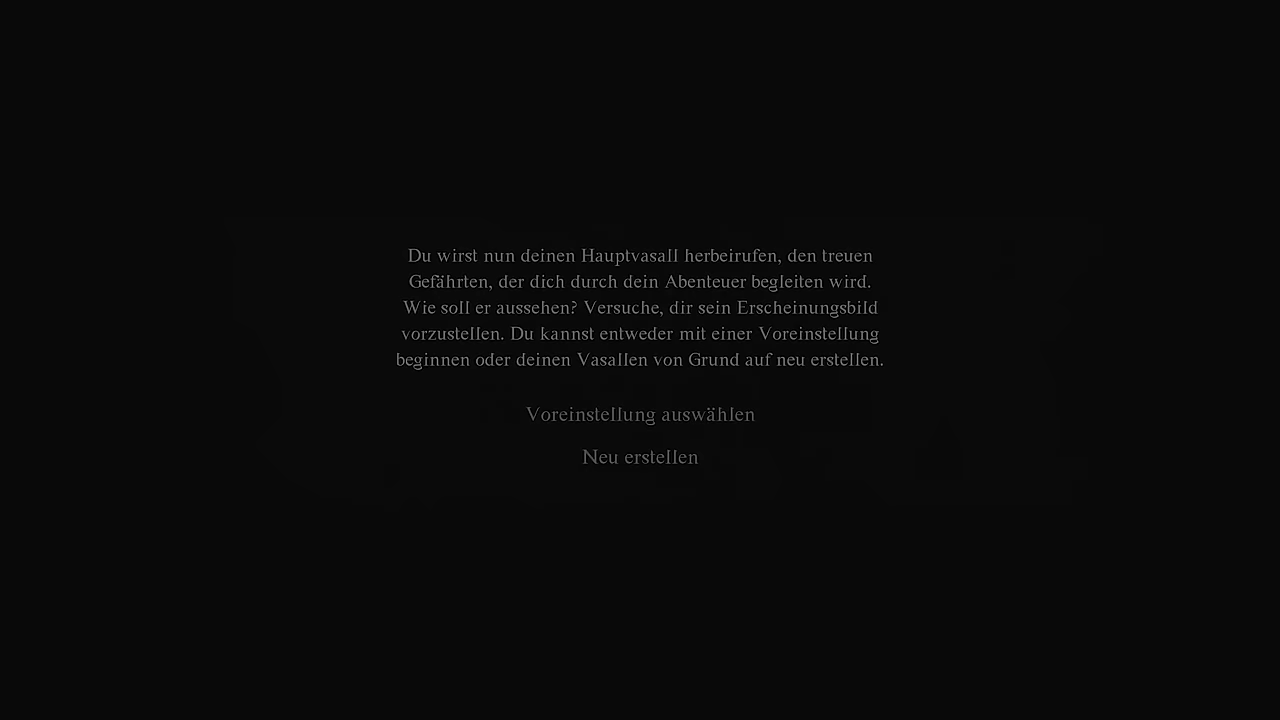 Du wirst nun deinen Hauptvasall herbeirufen, den treuen
Gefährten, der dich durch dein Abenteuer begleiten wird.
Wie soll er aussehen? Versuche, dir sein Erscheinungsbild
vorzustellen. Du kannst entweder mit einer Voreinstellung
beginnen oder deinen Vasallen von Grund auf neu erstellen.
Voreinstellung auswählen
Neu erstellen